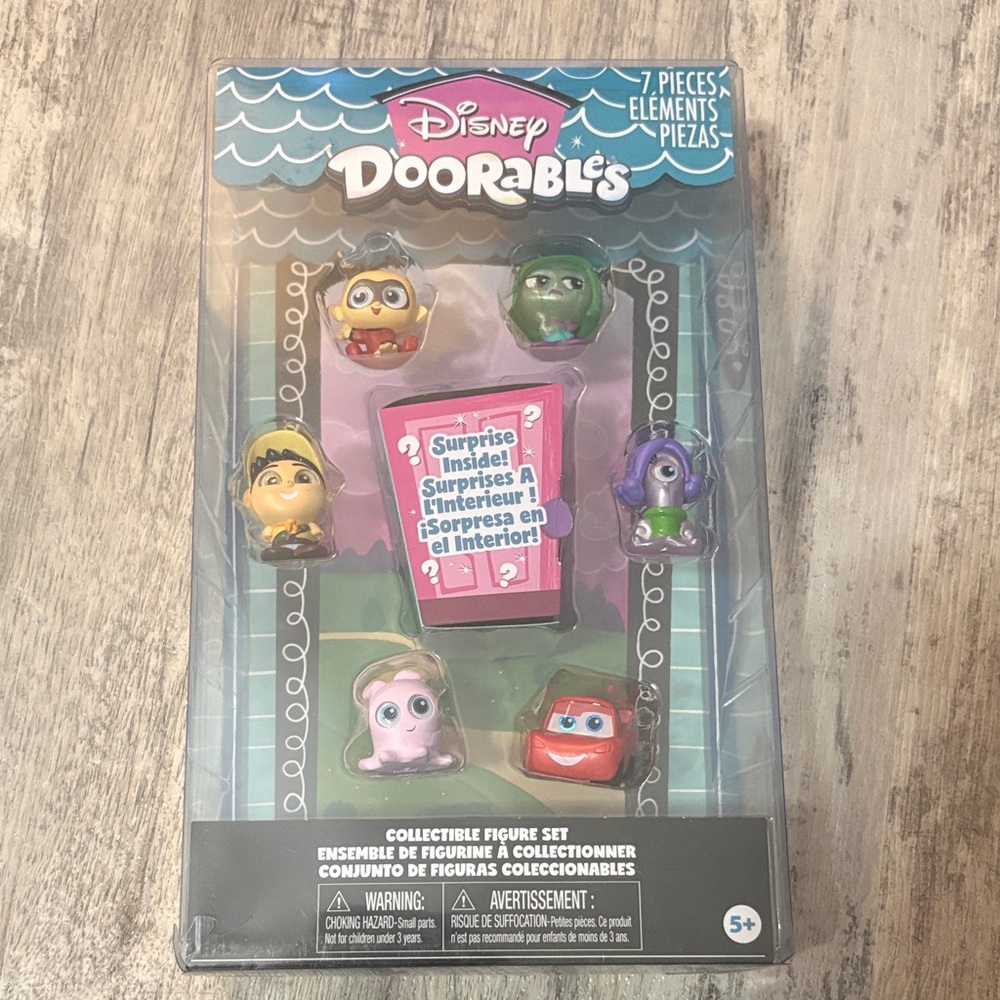 7 PIECES
ELÉMENTS
PIEZAS
Disney
DOORABLES
?
?
Surprise
Inside!
Surprises A
L'Interieur !
¡Sorpresa en
el Interior!
?
?
COLLECTIBLE FIGURE SET
ENSEMBLE DE FIGURINE À COLLECTIONNER
CONJUNTO DE FIGURAS COLECCIONABLES
WARNING:
CHOKING HAZARD-Small parts.
Not for children under 3 years.
AVERTISSEMENT :
RISQUE DE SUFFOCATION-Petites pièces. Ce produit
n'est pas recommandé pour enfants de moins de 3 ans.
5+